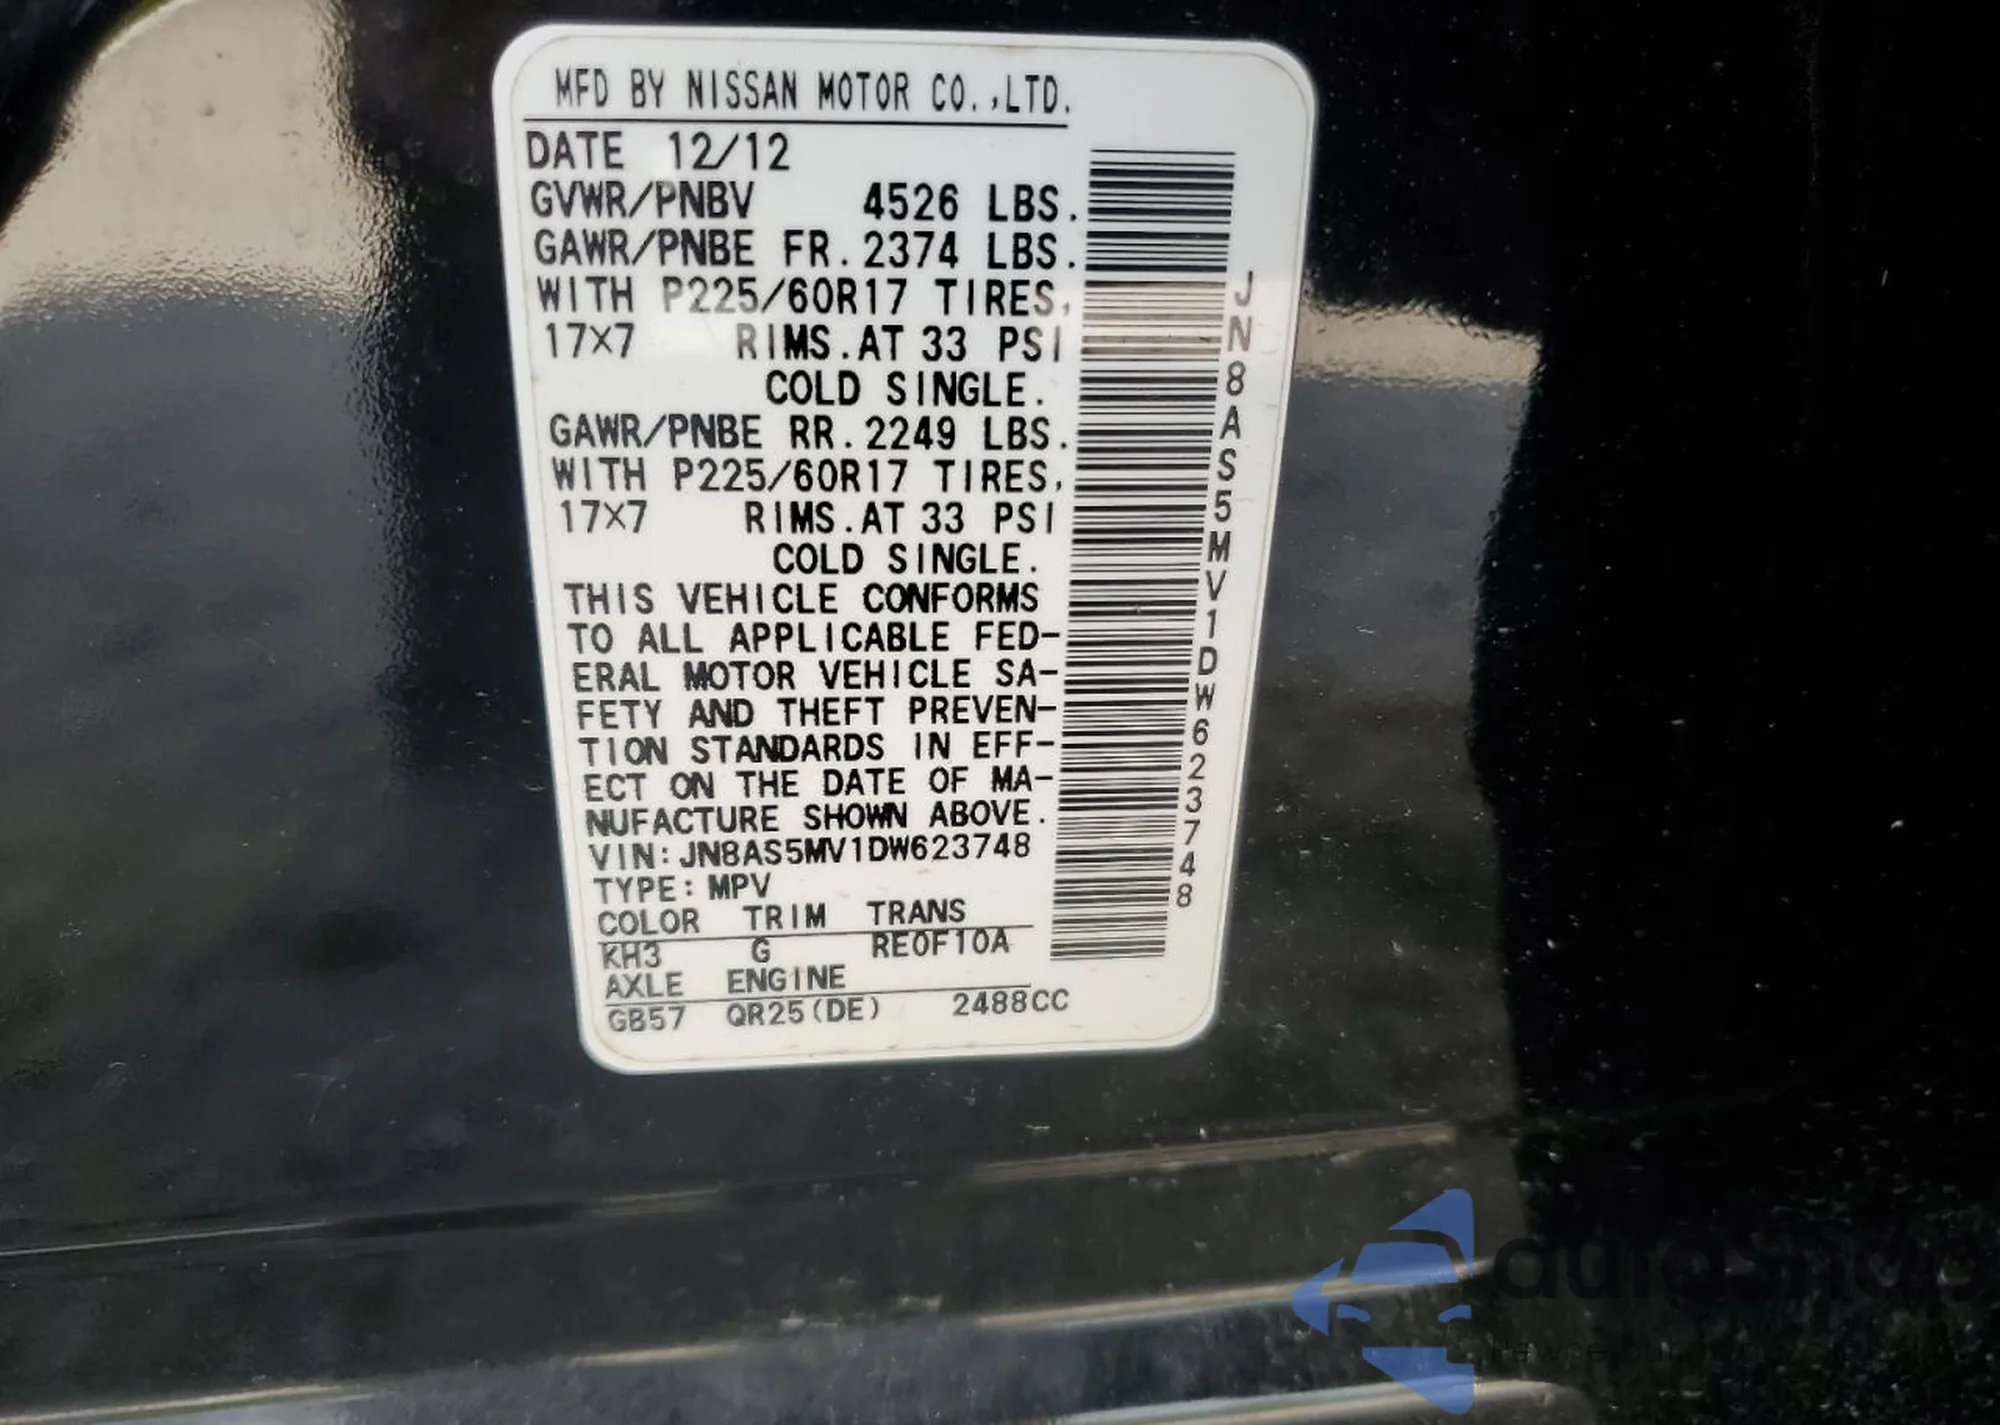 MFD BY NISSAN MOTOR CO.,LTD.
DATE 12/12
GVWR/PNBV 4526 LBS.
GAWR/PNBE FR.2374 LBS.
WITH P225/60R17 TIRES,
17×7 RIMS.AT 33 PSI
COLD SINGLE.
GAWR/PNBE RR.2249 LBS.
WITH P225/60R17 TIRES,
17×7 RIMS.AT 33 PSI
COLD SINGLE.
THIS VEHICLE CONFORMS
TO ALL APPLICABLE FED-
ERAL MOTOR VEHICLE SA-
FETY AND THEFT PREVEN-
TION STANDARDS IN EFF-
ECT ON THE DATE OF MA-
NUFACTURE SHOWN ABOVE.
VIN:JN8AS5MV1DW623748
TYPE:MPV
COLOR TRIM TRANS
KH3 G RE0F10A
AXLE ENGINE
GB57 QR25(DE) 2488CC
JN8AS5MV1DW623748